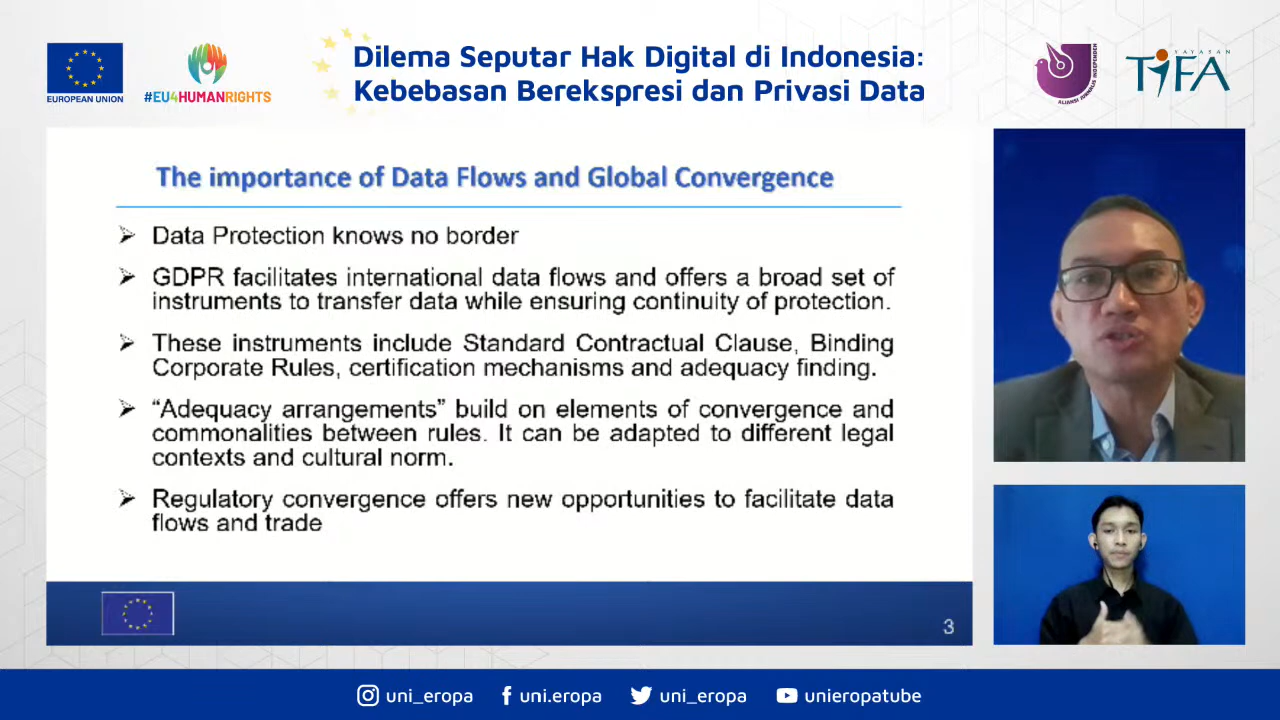 EUROPEAN UNION
#EU4HUMANRIGHTS
Dilema Seputar Hak Digital di Indonesia:
Kebebasan Berekspresi dan Privasi Data
ALIANSI JURNALIS INDEPENDEN
YAYASAN
TIFA
The importance of Data Flows and Global Convergence
➢ Data Protection knows no border
➢ GDPR facilitates international data flows and offers a broad set of
instruments to transfer data while ensuring continuity of protection.
➢ These instruments include Standard Contractual Clause, Binding
Corporate Rules, certification mechanisms and adequacy finding.
➢ “Adequacy arrangements” build on elements of convergence and
commonalities between rules. It can be adapted to different legal
contexts and cultural norm.
➢ Regulatory convergence offers new opportunities to facilitate data
flows and trade
3
uni_eropa uni.eropa uni_eropa unieropatube